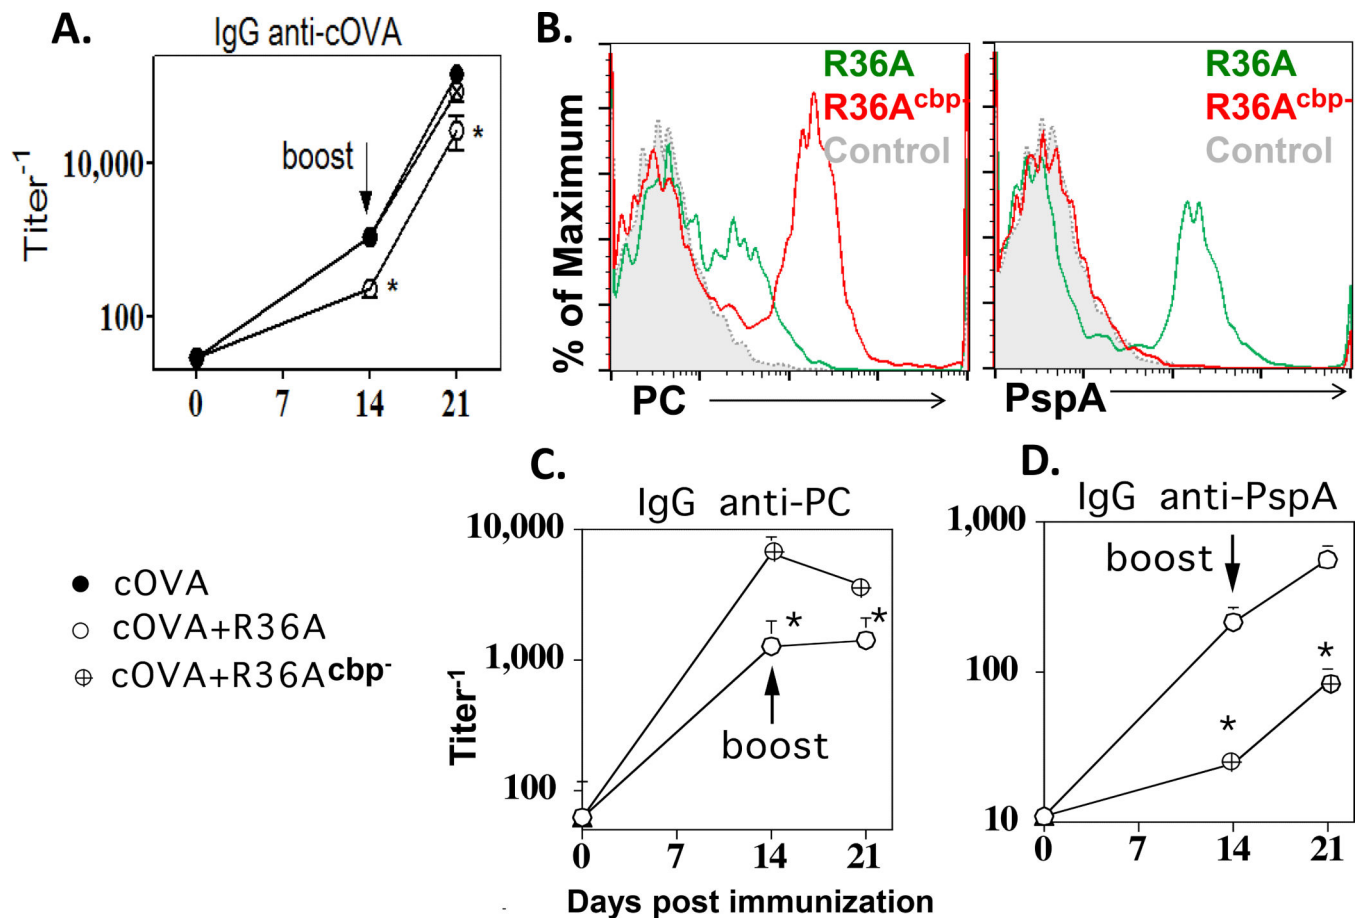 A.
IgG anti-cOVA
Titer-1
10,000
100
boost
*
*
0 7 14 21
B.
R36A
R36Acbp-
Control
% of Maximum
PC
R36A
R36Acbp-
Control
PspA
cOVA
cOVA+R36A
cOVA+R36Acbp-
C.
IgG anti-PC
Titer-1
10,000
1,000
100
* *
boost
0 7 14 21
Days post immunization
D.
IgG anti-PspA
1,000
100
10
boost
*
*
0 7 14 21